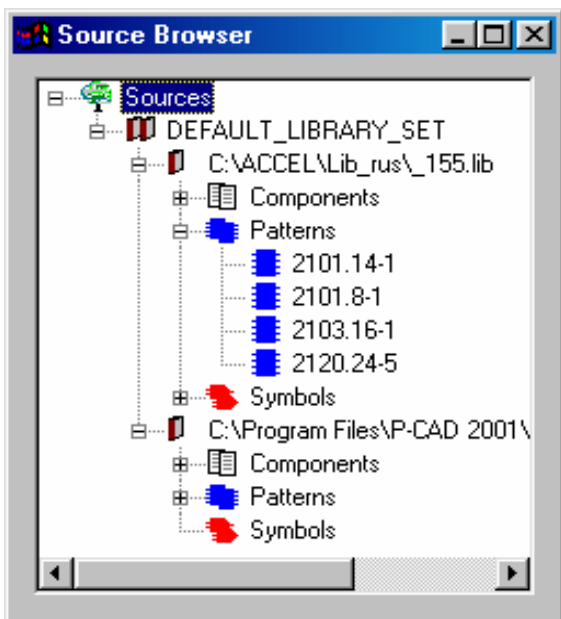 Source Browser
Sources
DEFAULT_LIBRARY_SET
C:\ACCEL\Lib_rus\_155.lib
Components
Patterns
2101.14-1
2101.8-1
2103.16-1
2120.24-5
Symbols
C:\Program Files\P-CAD 2001\
Components
Patterns
Symbols